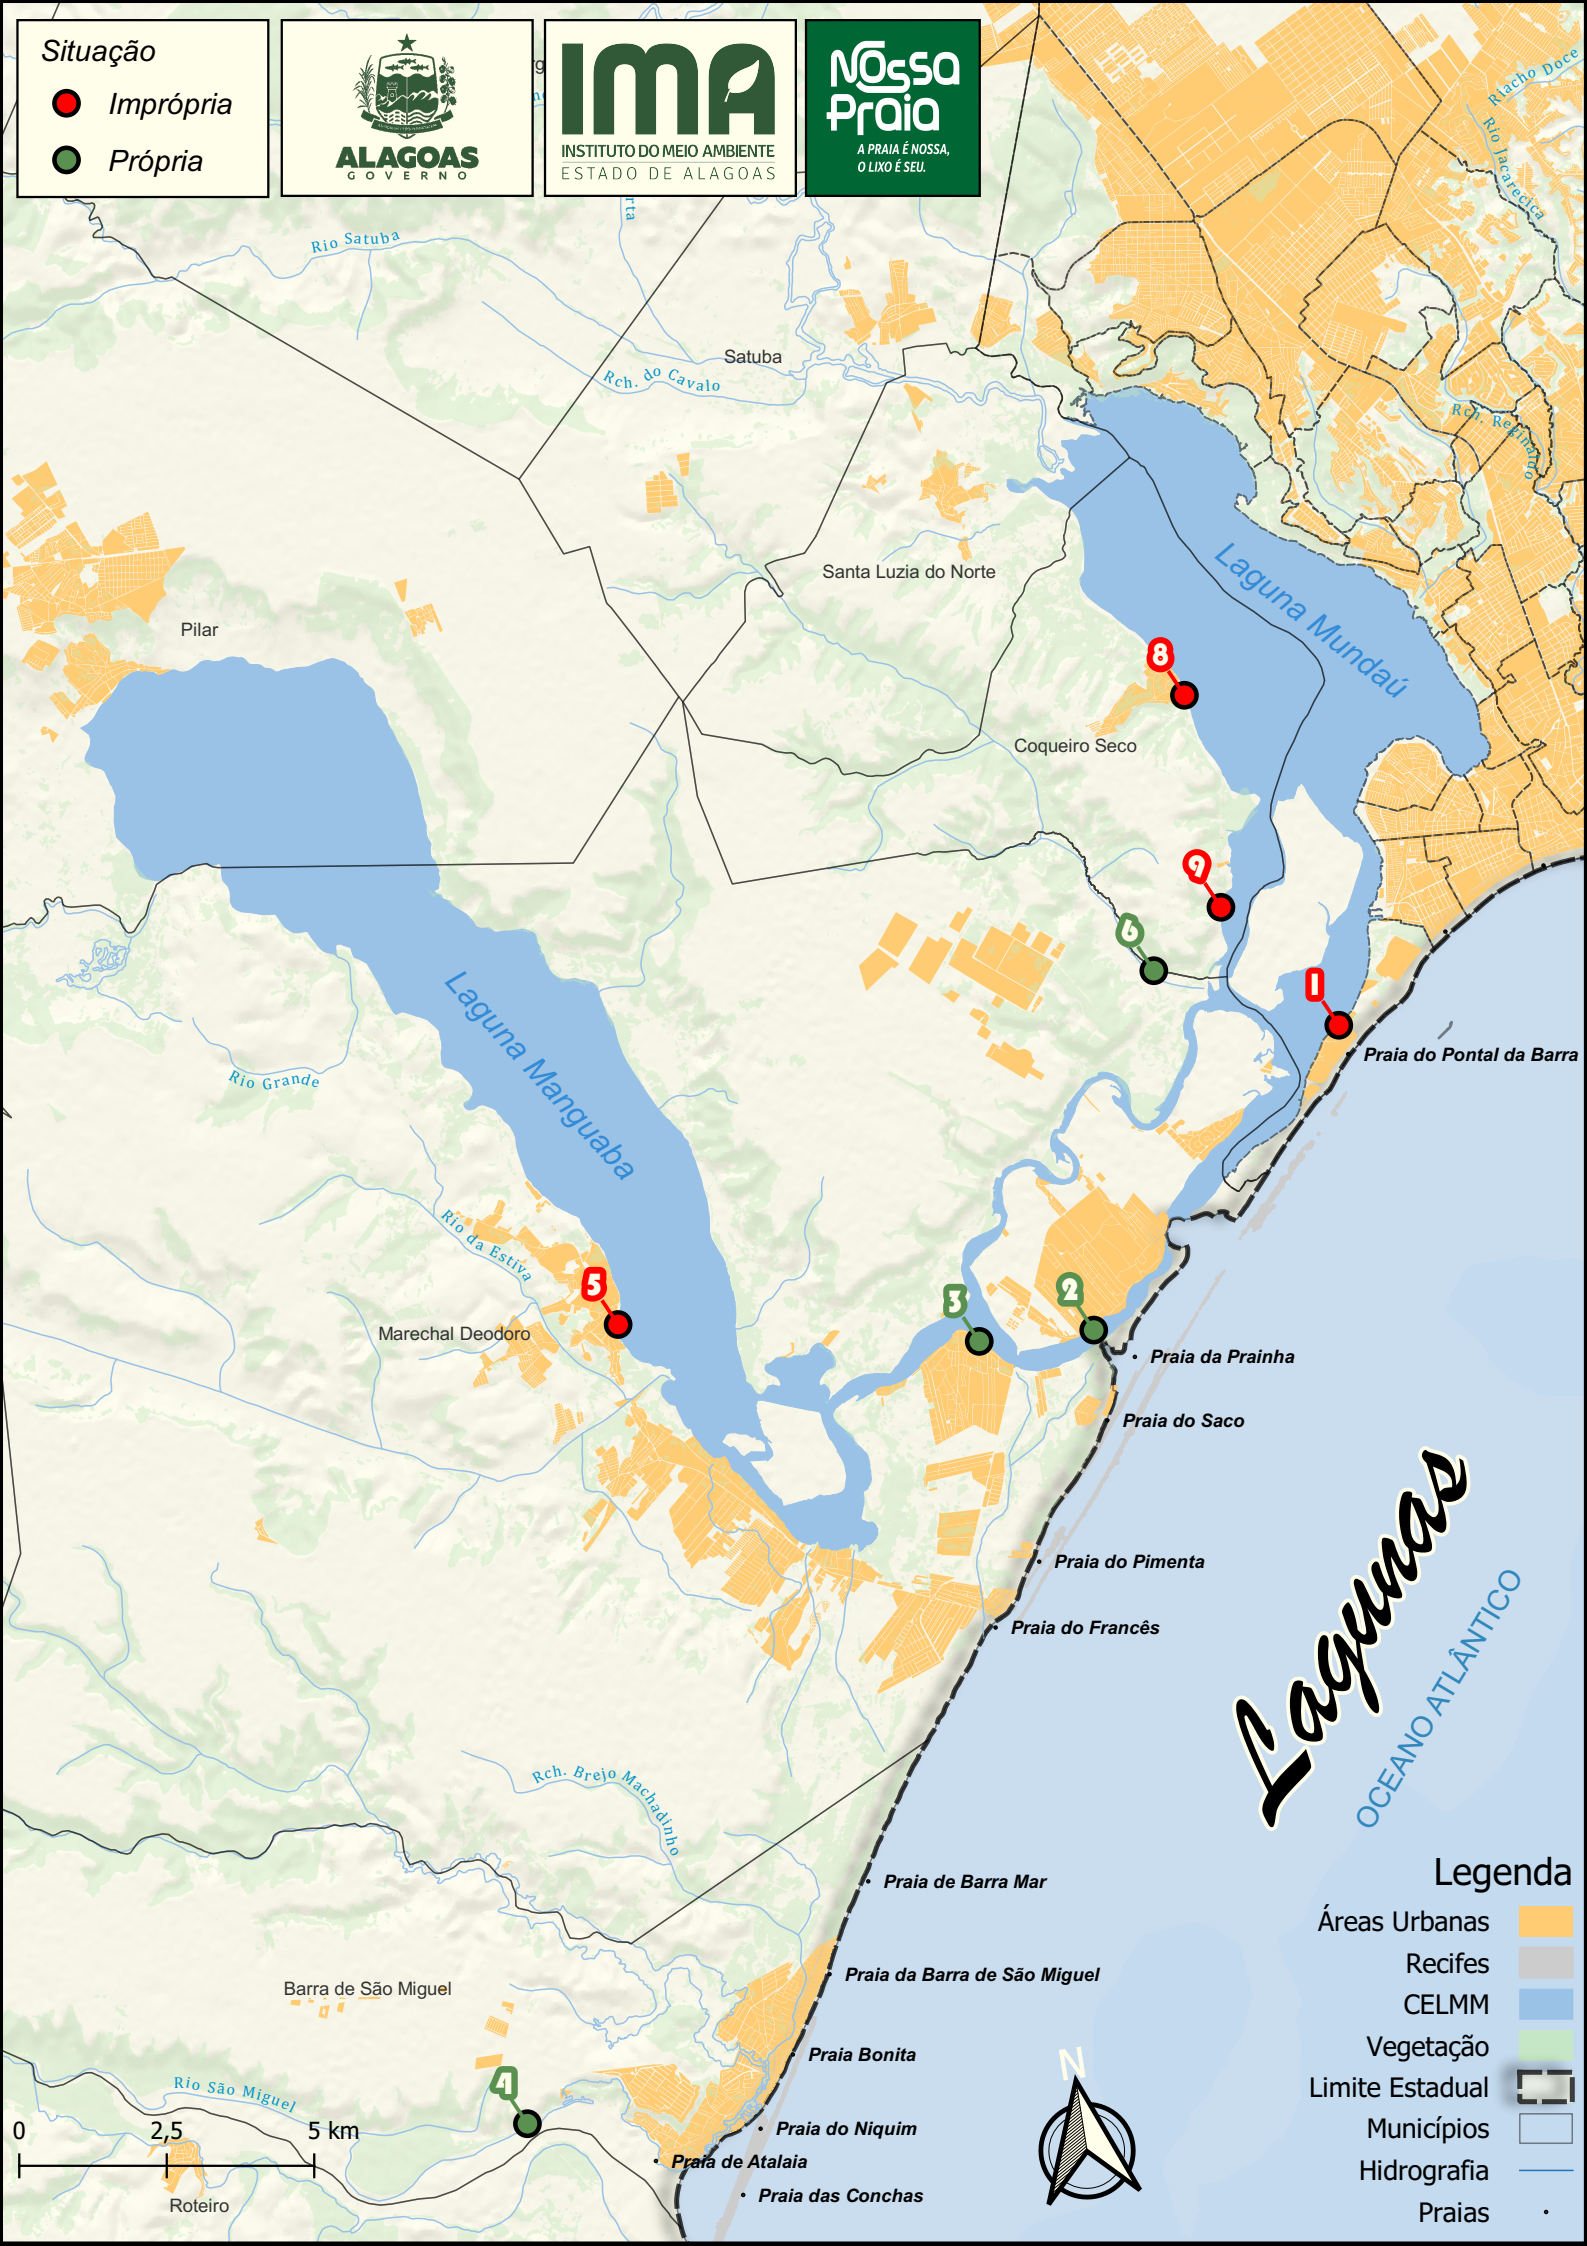 Situação
Imprópria
Própria
ALAGOAS
GOVERNO
IMA
INSTITUTO DO MEIO AMBIENTE
ESTADO DE ALAGOAS
Nossa
Praia
A PRAIA É NOSSA,
O LIXO É SEU.
Riacho Doce
Rio Jacarecica
Rio Satuba
Satuba
Rch. do Cavalo
Rch. Reginaldo
Santa Luzia do Norte
Laguna Mundaú
Pilar
8
Coqueiro Seco
9
6
1
Laguna Manguaba
Praia do Pontal da Barra
Rio Grande
Rio da Estiva
5
3
2
Marechal Deodoro
Praia da Prainha
Praia do Saco
Lagunas
Praia do Pimenta
OCEANO ATLÂNTICO
Praia do Francês
Rch. Brejo Machadinho
Praia de Barra Mar
Praia da Barra de São Miguel
Barra de São Miguel
Praia Bonita
4
Rio São Miguel
Praia do Niquim
Praia de Atalaia
Praia das Conchas
Roteiro
0 2,5 5 km
N
Legenda
Áreas Urbanas
Recifes
CELMM
Vegetação
Limite Estadual
Municípios
Hidrografia
Praias